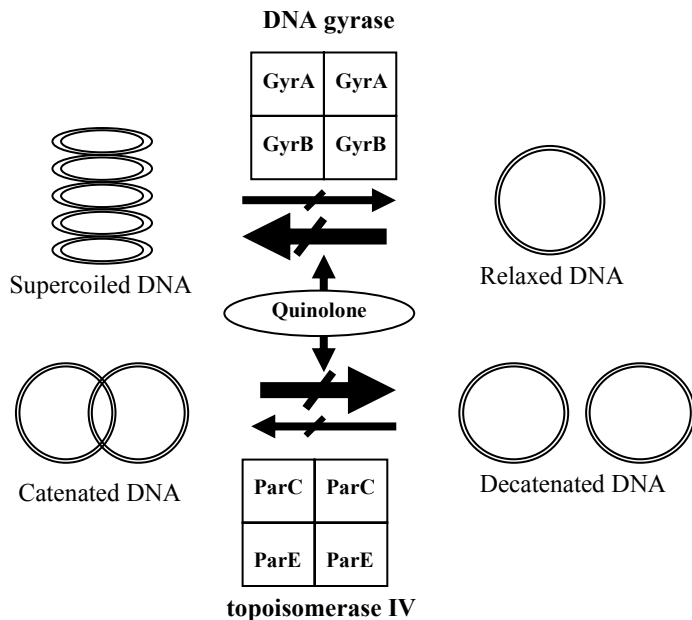 DNA gyrase
GyrA GyrA
GyrB GyrB
Supercoiled DNA
Relaxed DNA
Quinolone
Catenated DNA
Decatenated DNA
ParC ParC
ParE ParE
topoisomerase IV